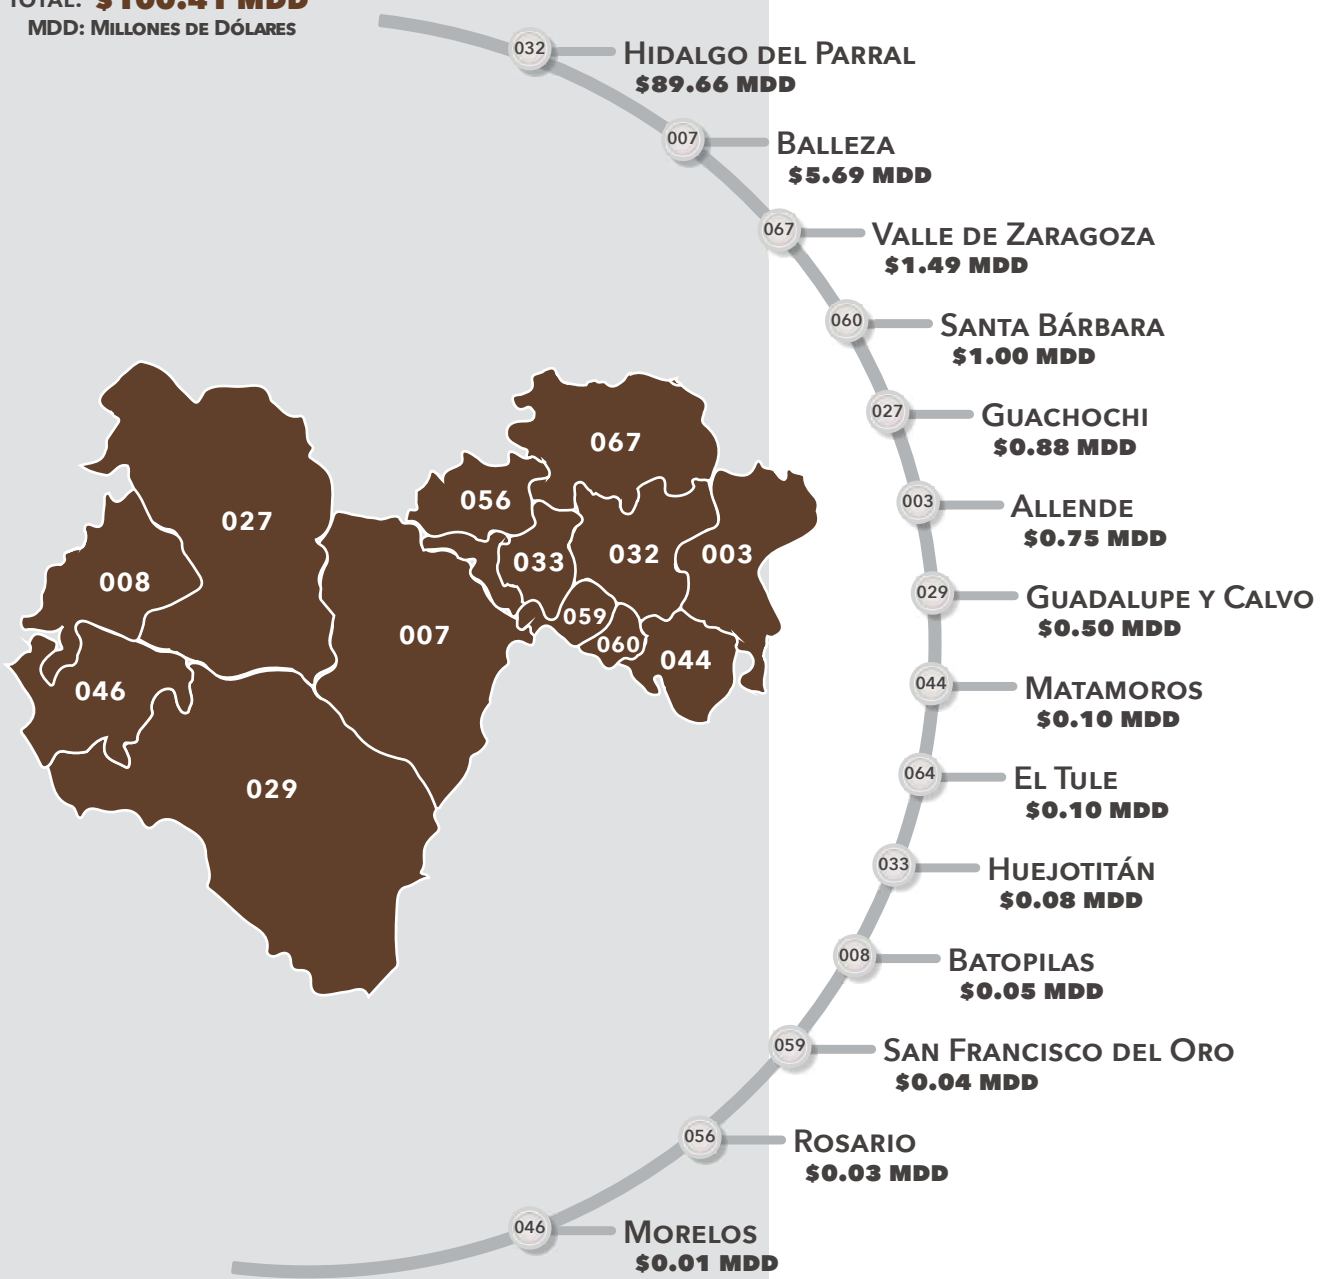 Total: $100.41 MDD
MDD: Millones de Dólares
032
Hidalgo del Parral
$89.66 MDD
007
Balleza
$5.69 MDD
067
Valle de Zaragoza
$1.49 MDD
060
Santa Bárbara
$1.00 MDD
027
Guachochi
$0.88 MDD
003
Allende
$0.75 MDD
029
Guadalupe y Calvo
$0.50 MDD
044
Matamoros
$0.10 MDD
064
El Tule
$0.10 MDD
033
Huejotitán
$0.08 MDD
008
Batopilas
$0.05 MDD
059
San Francisco del Oro
$0.04 MDD
056
Rosario
$0.03 MDD
046
Morelos
$0.01 MDD
067
056
027
033
032
003
008
059
007
060
044
046
029